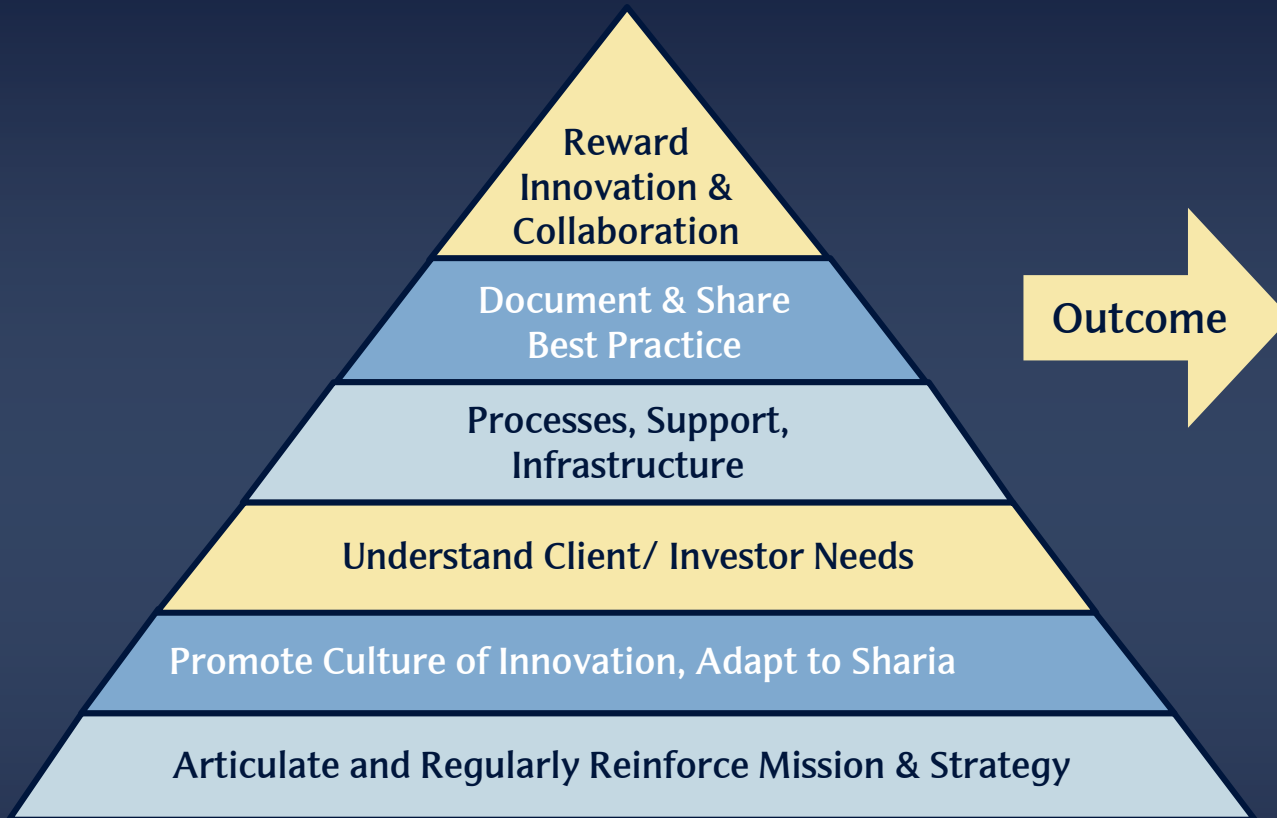 Reward
Innovation &
Collaboration
Document & Share
Best Practice
Outcome
Processes, Support,
Infrastructure
Understand Client/ Investor Needs
Promote Culture of Innovation, Adapt to Sharia
Articulate and Regularly Reinforce Mission & Strategy